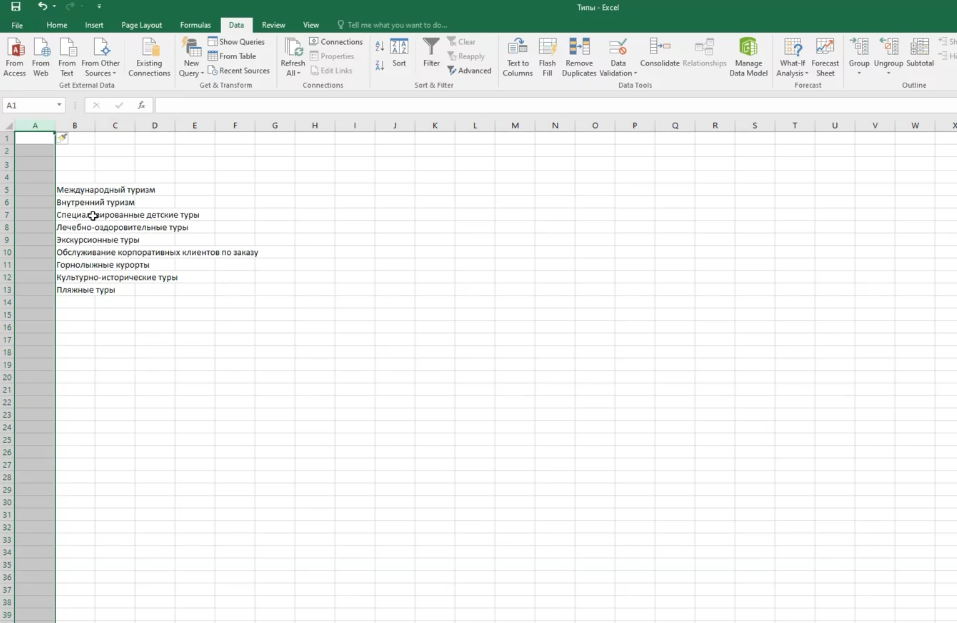 Типы - Excel
File Home Insert Page Layout Formulas Data Review View Tell me what you want to do...
From Access
From Web
From Text
From Other Sources
Existing Connections
New Query
Show Queries
From Table
Recent Sources
Refresh All
Connections
Properties
Edit Links
Sort
Filter
Clear
Reapply
Advanced
Text to Columns
Flash Fill
Remove Duplicates
Data Validation
Consolidate
Relationships
Manage Data Model
What-If Analysis
Forecast Sheet
Group
Ungroup
Subtotal
Get External Data
Get & Transform
Connections
Sort & Filter
Data Tools
Forecast
Outline
A1
fx
A B C D E F G H I J K L M N O P Q R S T U V W X
1
2
3
4
5 Международный туризм
6 Внутренний туризм
7 Специализированные детские туры
8 Лечебно-оздоровительные туры
9 Экскурсионные туры
10 Обслуживание корпоративных клиентов по заказу
11 Горнолыжные курорты
12 Культурно-исторические туры
13 Пляжные туры
14
15
16
17
18
19
20
21
22
23
24
25
26
27
28
29
30
31
32
33
34
35
36
37
38
39